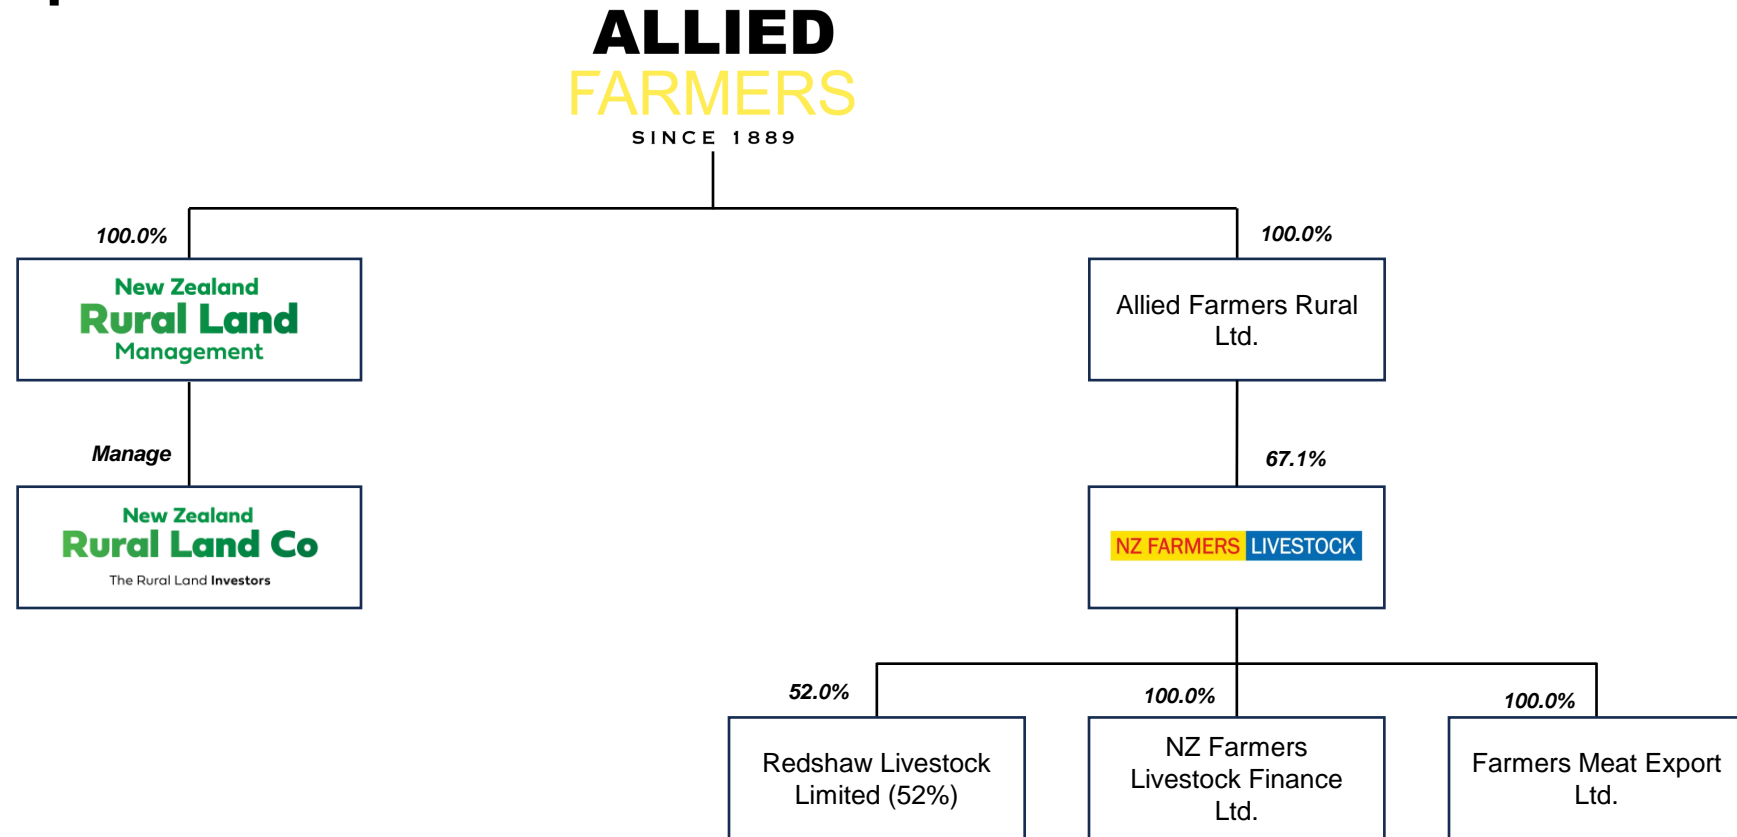 ALLIED
FARMERS
SINCE 1889
100.0%
100.0%
New Zealand
Rural Land
Management
Allied Farmers Rural
Ltd.
Manage
67.1%
New Zealand
Rural Land Co
The Rural Land Investors
NZ FARMERS LIVESTOCK
52.0%
100.0%
100.0%
Redshaw Livestock
Limited (52%)
NZ Farmers
Livestock Finance
Ltd.
Farmers Meat Export
Ltd.